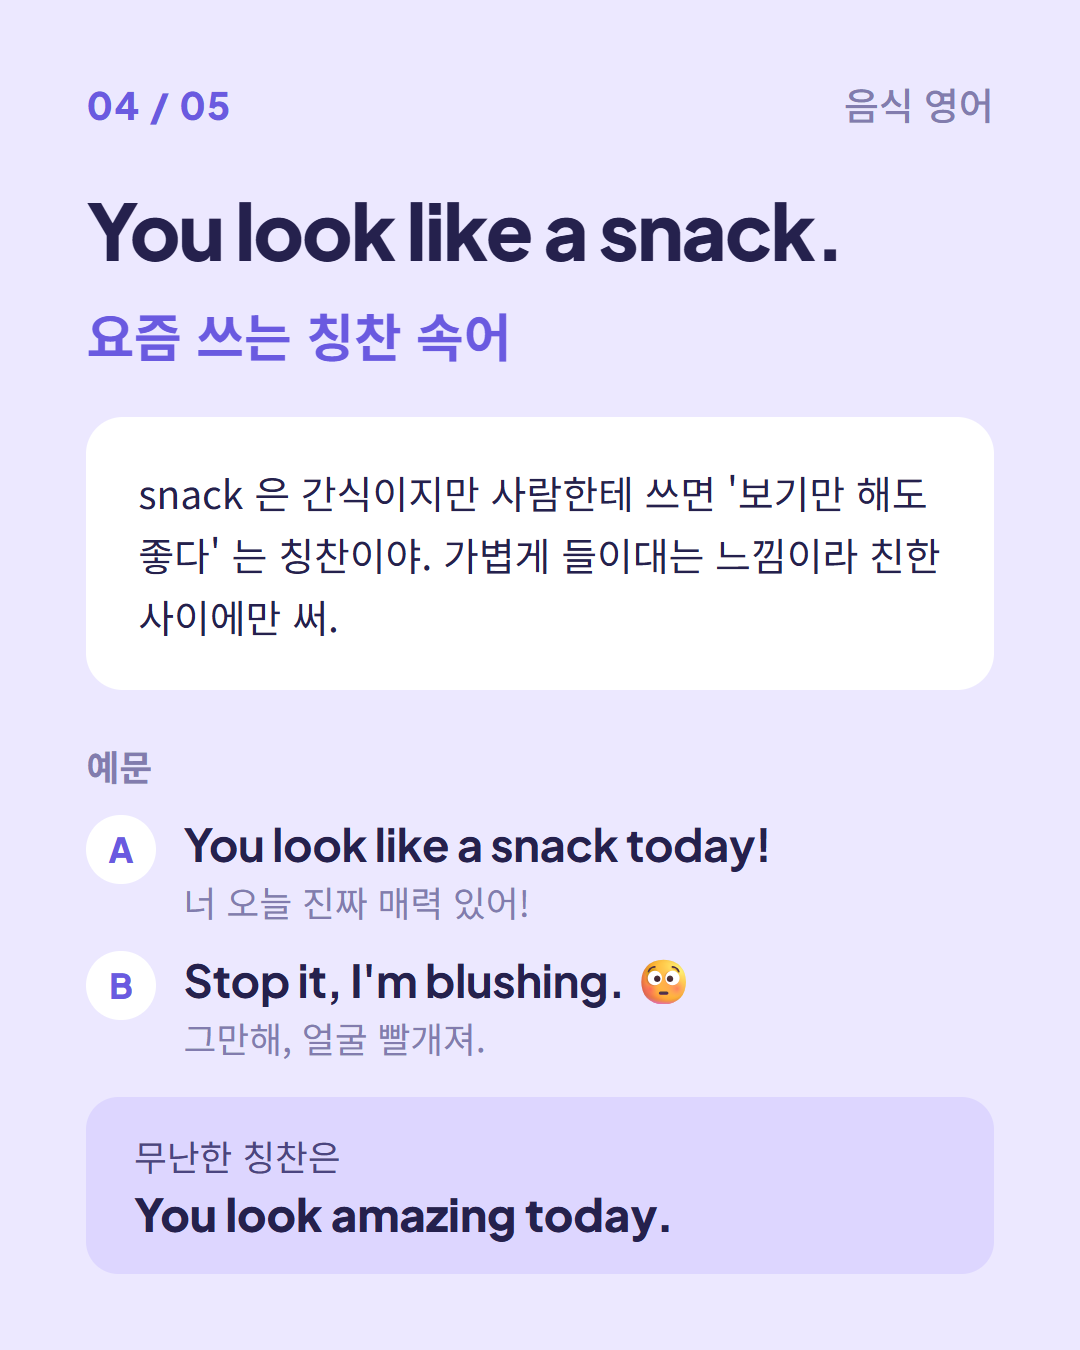 04 / 05
음식 영어
You look like a snack.
요즘 쓰는 칭찬 속어
snack 은 간식이지만 사람한테 쓰면 '보기만 해도
좋다' 는 칭찬이야. 가볍게 들이대는 느낌이라 친한
사이에만 써.
예문
A
You look like a snack today!
너 오늘 진짜 매력 있어!
B
Stop it, I'm blushing. 😳
그만해, 얼굴 빨개져.
무난한 칭찬은
You look amazing today.